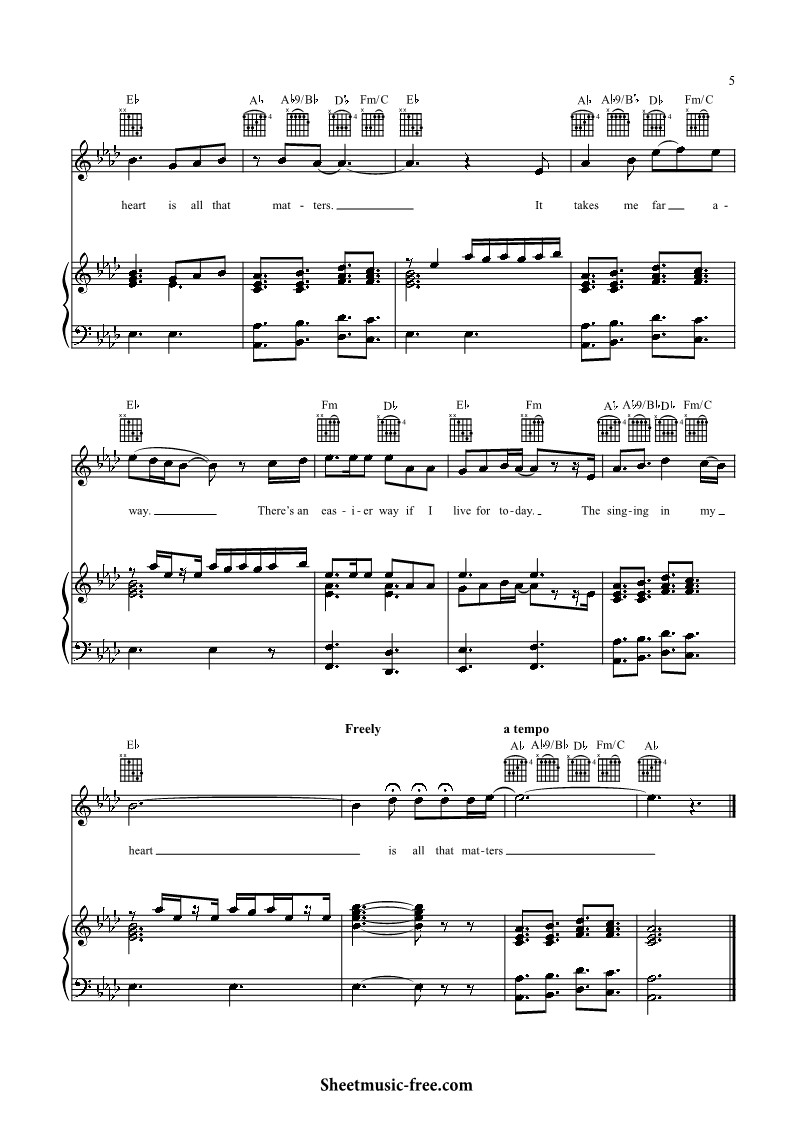 5
E♭ A♭ A♭9/B♭ D♭ Fm/C E♭ A♭ A♭9/B♭ D♭ Fm/C
heart is all that mat - ters. It takes me far a -
E♭ Fm D♭ E♭ Fm A♭ A♭9/B♭ D♭ Fm/C
way. There's an eas - i - er way if I live for to-day. The sing-ing in my
Freely a tempo
E♭ A♭ A♭9/B♭ D♭ Fm/C A♭
heart is all that mat-ters
Sheetmusic-free.com